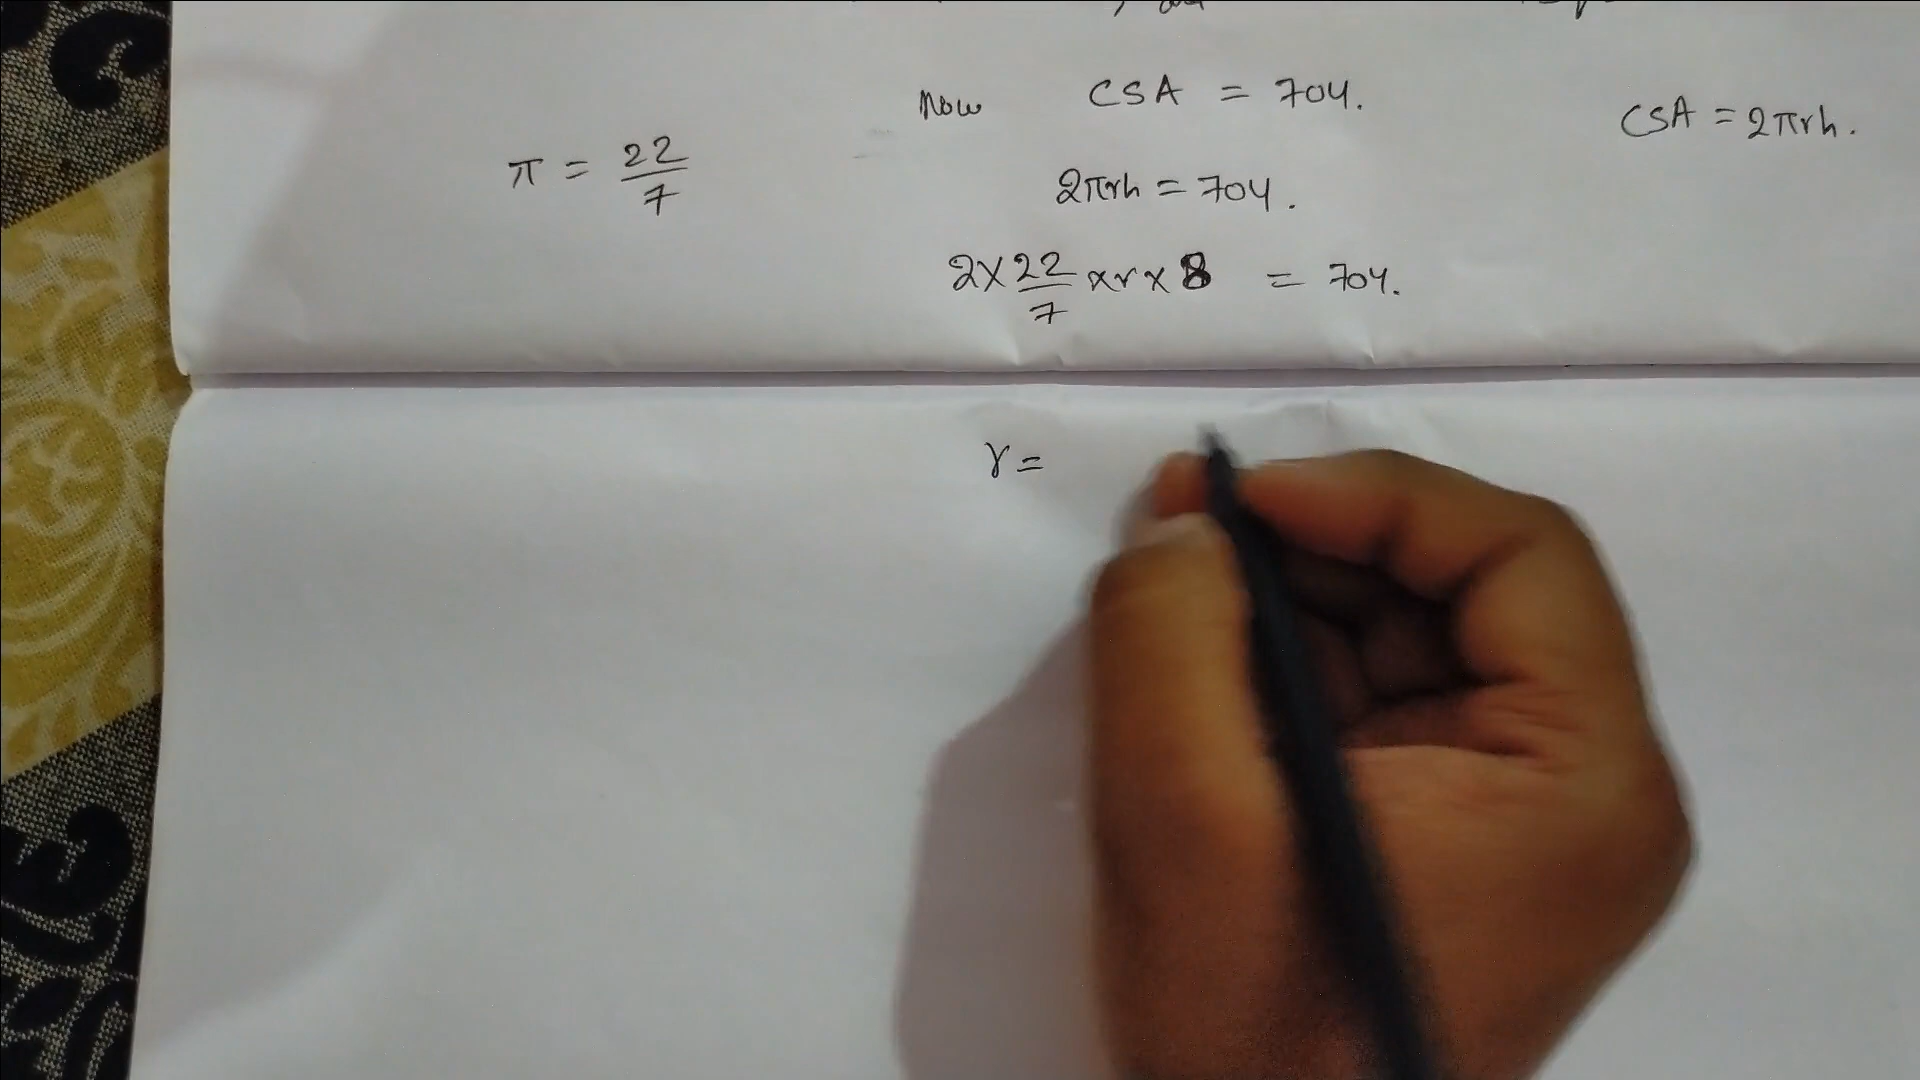 Now CSA = 704.
CSA = 2πrh.
π = 22/7
2πrh = 704.
2 × 22/7 × r × 8 = 704.
r =